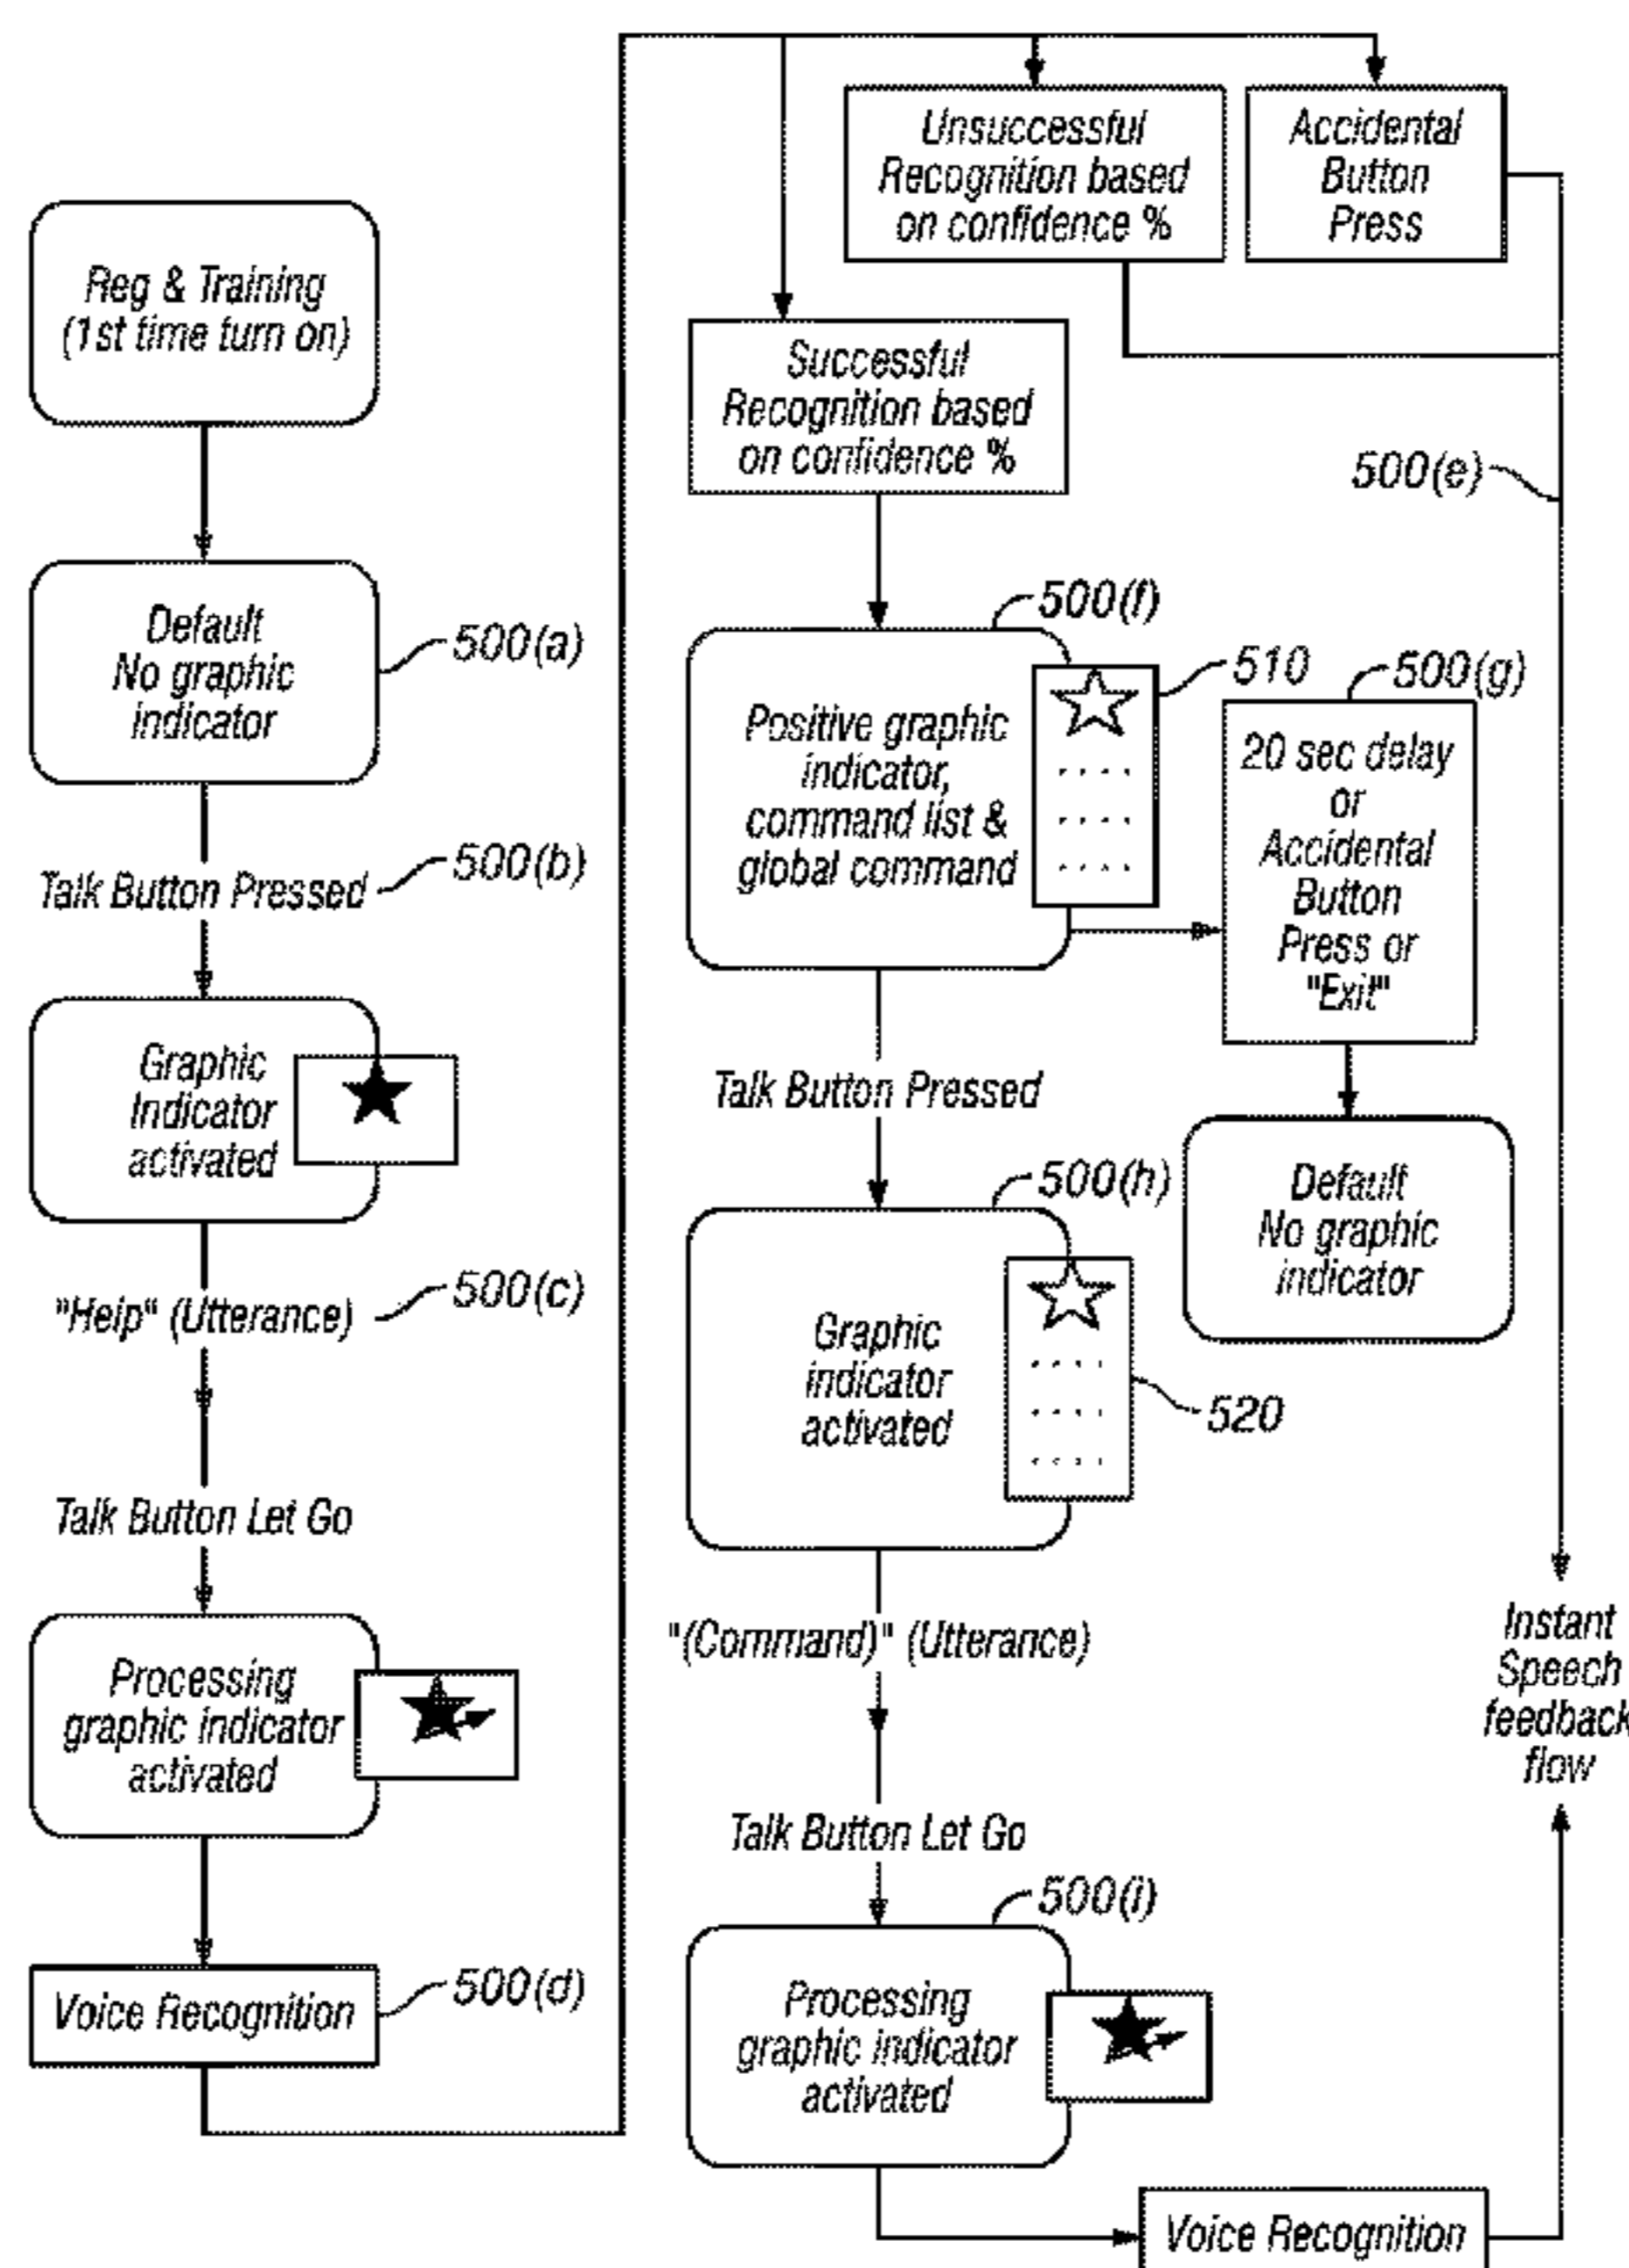 Reg & Training
(1st time turn on)
Default
No graphic
indicator
500(a)
Talk Button Pressed
500(b)
Graphic
Indicator
activated
"Help" (Utterance)
500(c)
Talk Button Let Go
Processing
graphic indicator
activated
Voice Recognition
500(d)
Unsuccessful
Recognition based
on confidence %
Accidental
Button
Press
Successful
Recognition based
on confidence %
500(e)
500(f)
Positive graphic
indicator,
command list &
global command
510
500(g)
20 sec delay
or
Accidental
Button
Press or
"Exit"
Talk Button Pressed
Default
No graphic
indicator
500(h)
Graphic
indicator
activated
520
"(Command)" (Utterance)
Talk Button Let Go
Instant
Speech
feedback
flow
500(i)
Processing
graphic indicator
activated
Voice Recognition